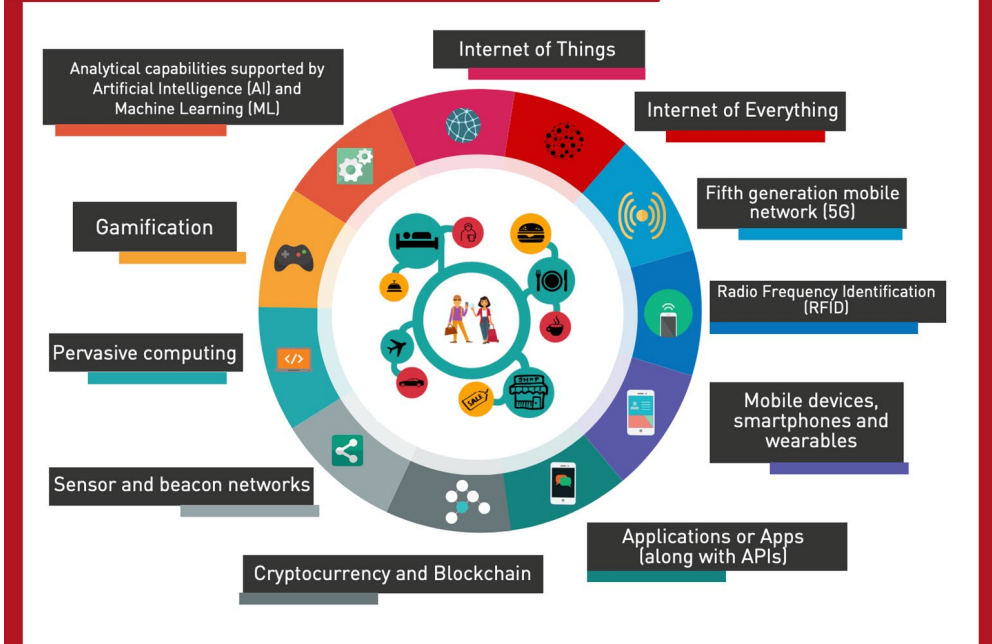 Internet of Things
Analytical capabilities supported by
Artificial Intelligence (AI) and
Machine Learning (ML)
Internet of Everything
Fifth generation mobile
network (5G)
Gamification
Radio Frequency Identification
(RFID)
Pervasive computing
</>
SHOP
SALE
Mobile devices,
smartphones and
wearables
Sensor and beacon networks
Applications or Apps
(along with APIs)
Cryptocurrency and Blockchain